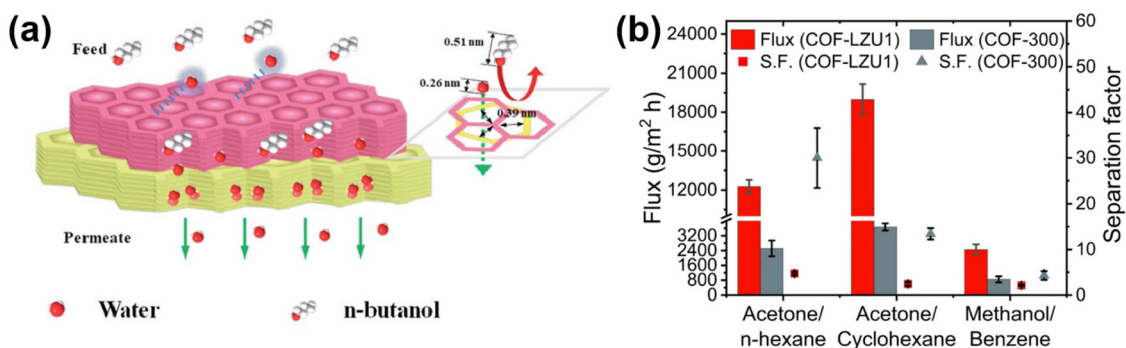 (a)
Feed
0.51 nm
0.26 nm
0.39 nm
Permeate
Water
n-butanol
(b)
Flux (COF-LZU1)
Flux (COF-300)
S.F. (COF-LZU1)
S.F. (COF-300)
Flux (g/m² h)
24000
21000
18000
15000
12000
3200
2400
1600
800
0
Separation factor
60
50
40
30
20
10
0
Acetone/
n-hexane
Acetone/
Cyclohexane
Methanol/
Benzene